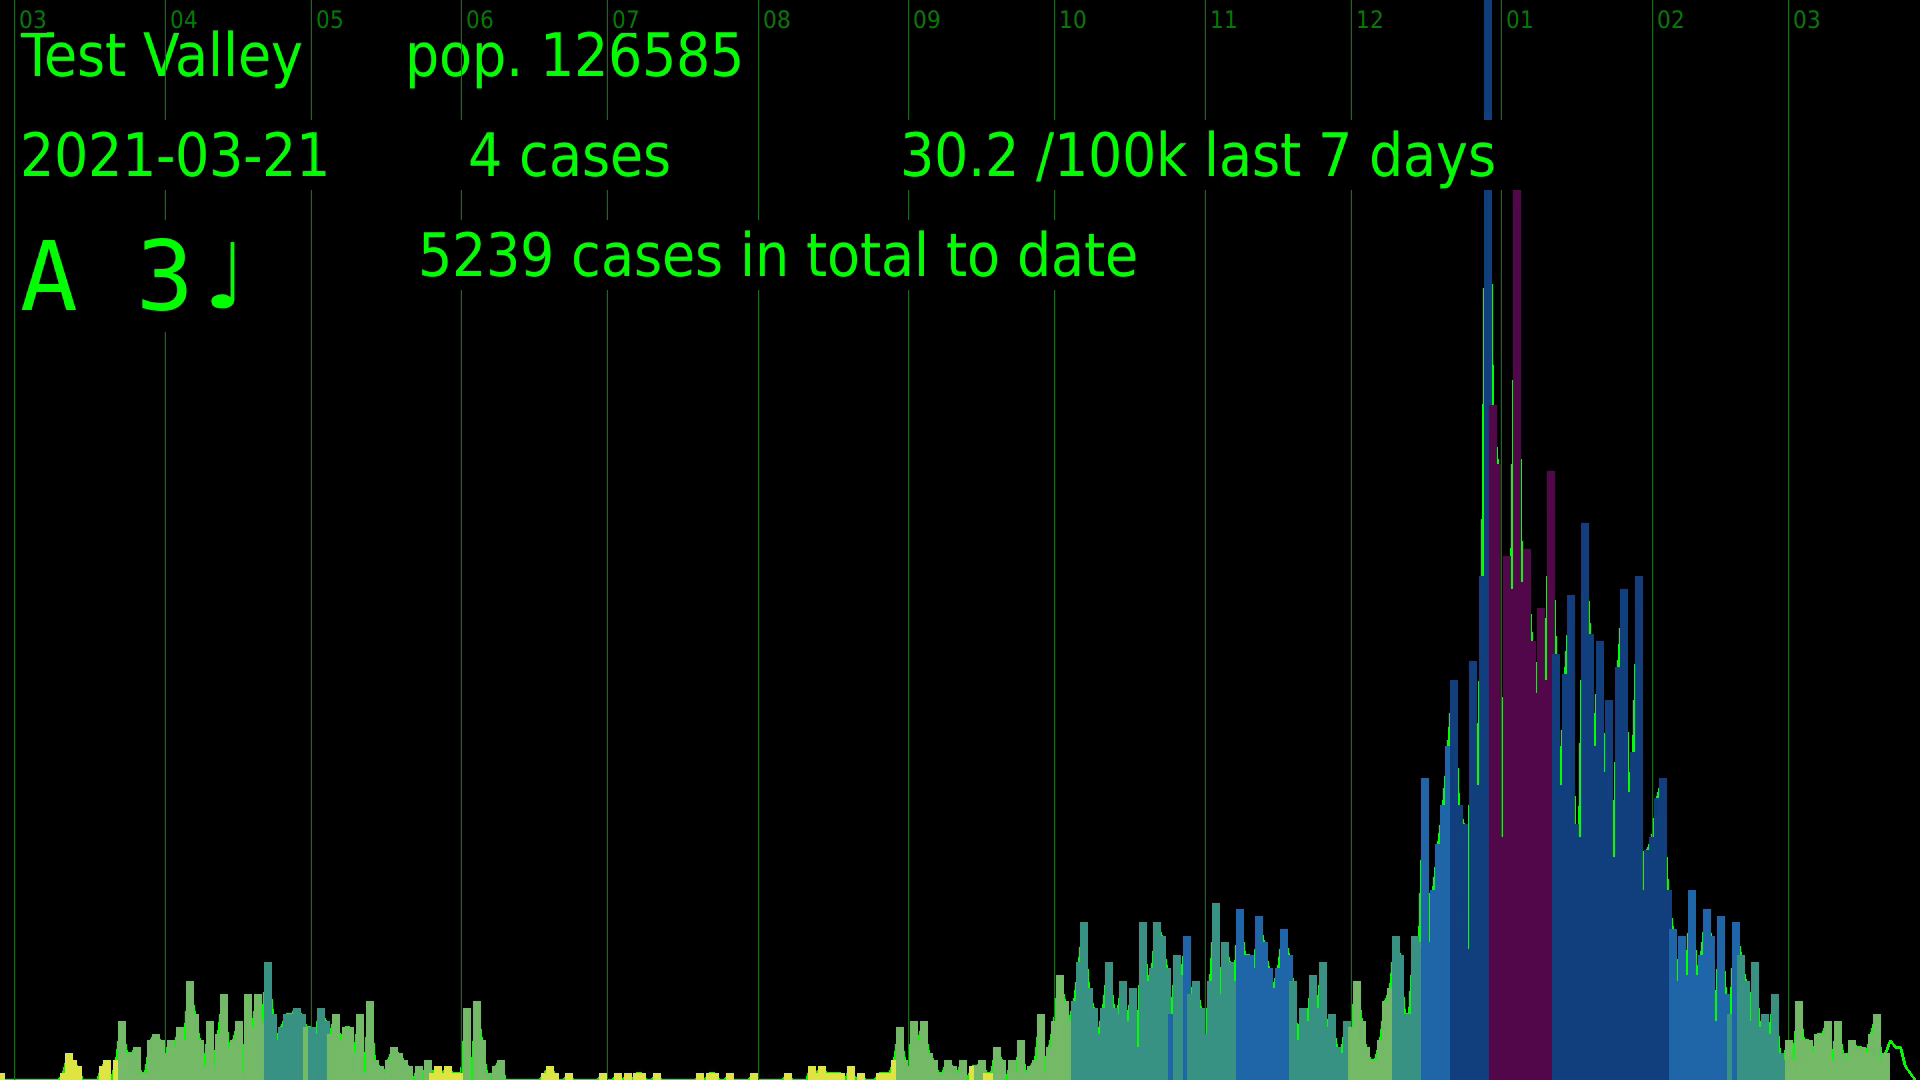 03 04 05 06 07 08 09 10 11 12 01 02 03
Test Valley pop. 126585
2021-03-21 4 cases 30.2 /100k last 7 days
A 3♩ 5239 cases in total to date